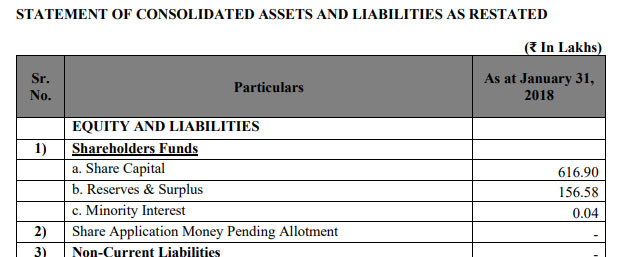 STATEMENT OF CONSOLIDATED ASSETS AND LIABILITIES AS RESTATED
(₹ In Lakhs)
Sr. No. Particulars As at January 31, 2018
EQUITY AND LIABILITIES
1) Shareholders Funds
a. Share Capital 616.90
b. Reserves & Surplus 156.58
c. Minority Interest 0.04
2) Share Application Money Pending Allotment -
3) Non-Current Liabilities -